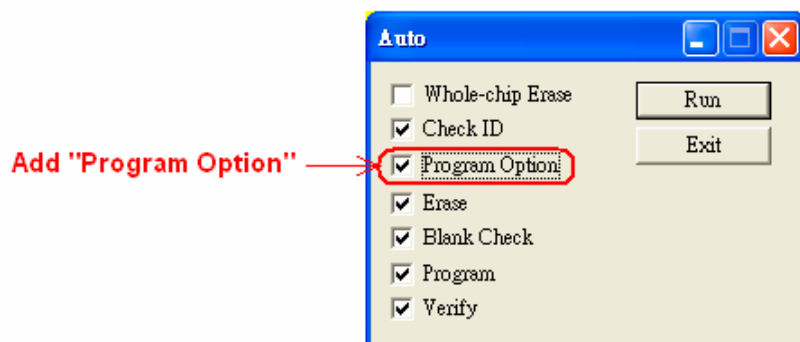 Auto
Whole-chip Erase
Run
Check ID
Exit
Add "Program Option"
Program Option
Erase
Blank Check
Program
Verify